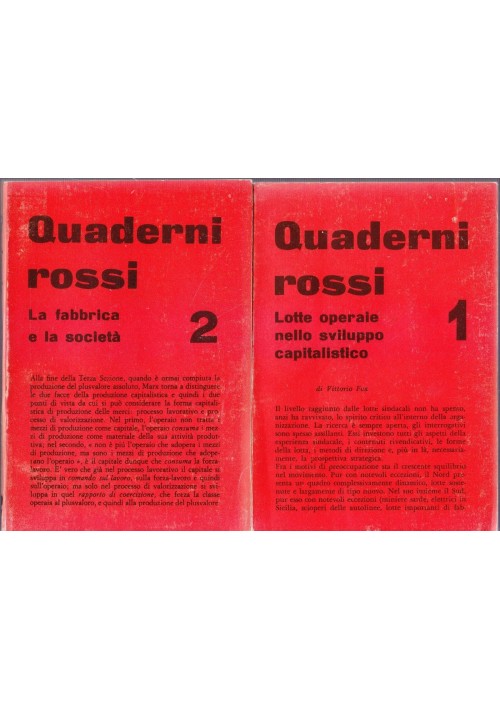 Quaderni
rossi
La fabbrica
e la società
2
Alla fine della Terza Sezione, quando è ormai compiuta la
produzione del plusvalore assoluto, Marx torna a distinguere
le due facce della produzione capitalistica e quindi i due
punti di vista da cui si può considerare la forma capitali-
stica di produzione delle merci: processo lavorativo e pro-
cesso di valorizzazione. Nel primo, l'operaio non tratta i
mezzi di produzione come capitale, l'operaio consuma i mez-
zi di produzione come materiale della sua attività produt-
tiva; nel secondo, « non è più l'operaio che adopera i mezzi
di produzione, ma sono i mezzi di produzione che adope-
rano l'operaio », è il capitale dunque che consuma la forza-
lavoro. E' vero che già nel processo lavorativo il capitale
sviluppa in comando sul lavoro, sulla forza-lavoro e quindi
sull'operaio; ma solo nel processo di valorizzazione si svi-
luppa in quel rapporto di coercizione, che forza la classe
operaia al pluslavoro, e quindi alla produzione del plusvalore
Quaderni
rossi
Lotte operaie
nello sviluppo
capitalistico
1
de Vittorio Foa
Il livello raggiunto dalle lotte sindacali non ha spento,
anzi ha ravvivato, lo spirito critico all'interno della orga-
nizzazione. La ricerca è sempre aperta, gli interrogativi
sono spesso assillanti. Essi investono tutti gli aspetti della
esperienza sindacale, i contenuti rivendicativi, le forme
delle lotte, i metodi di direzione e, più in là, necessaria-
mente, la prospettiva strategica.
Fra i motivi di preoccupazione sta il crescente squilibrio
nel movimento. Pur con notevoli eccezioni, il Nord pre-
senta un quadro complessivamente dinamico, lotte soste-
nute e largamente di tipo nuovo. Nel suo insieme il Sud,
pur esso con notevoli eccezioni (miniere sarde, elettrici in
Sicilia, scioperi delle autolinee, lotte importanti di fab-